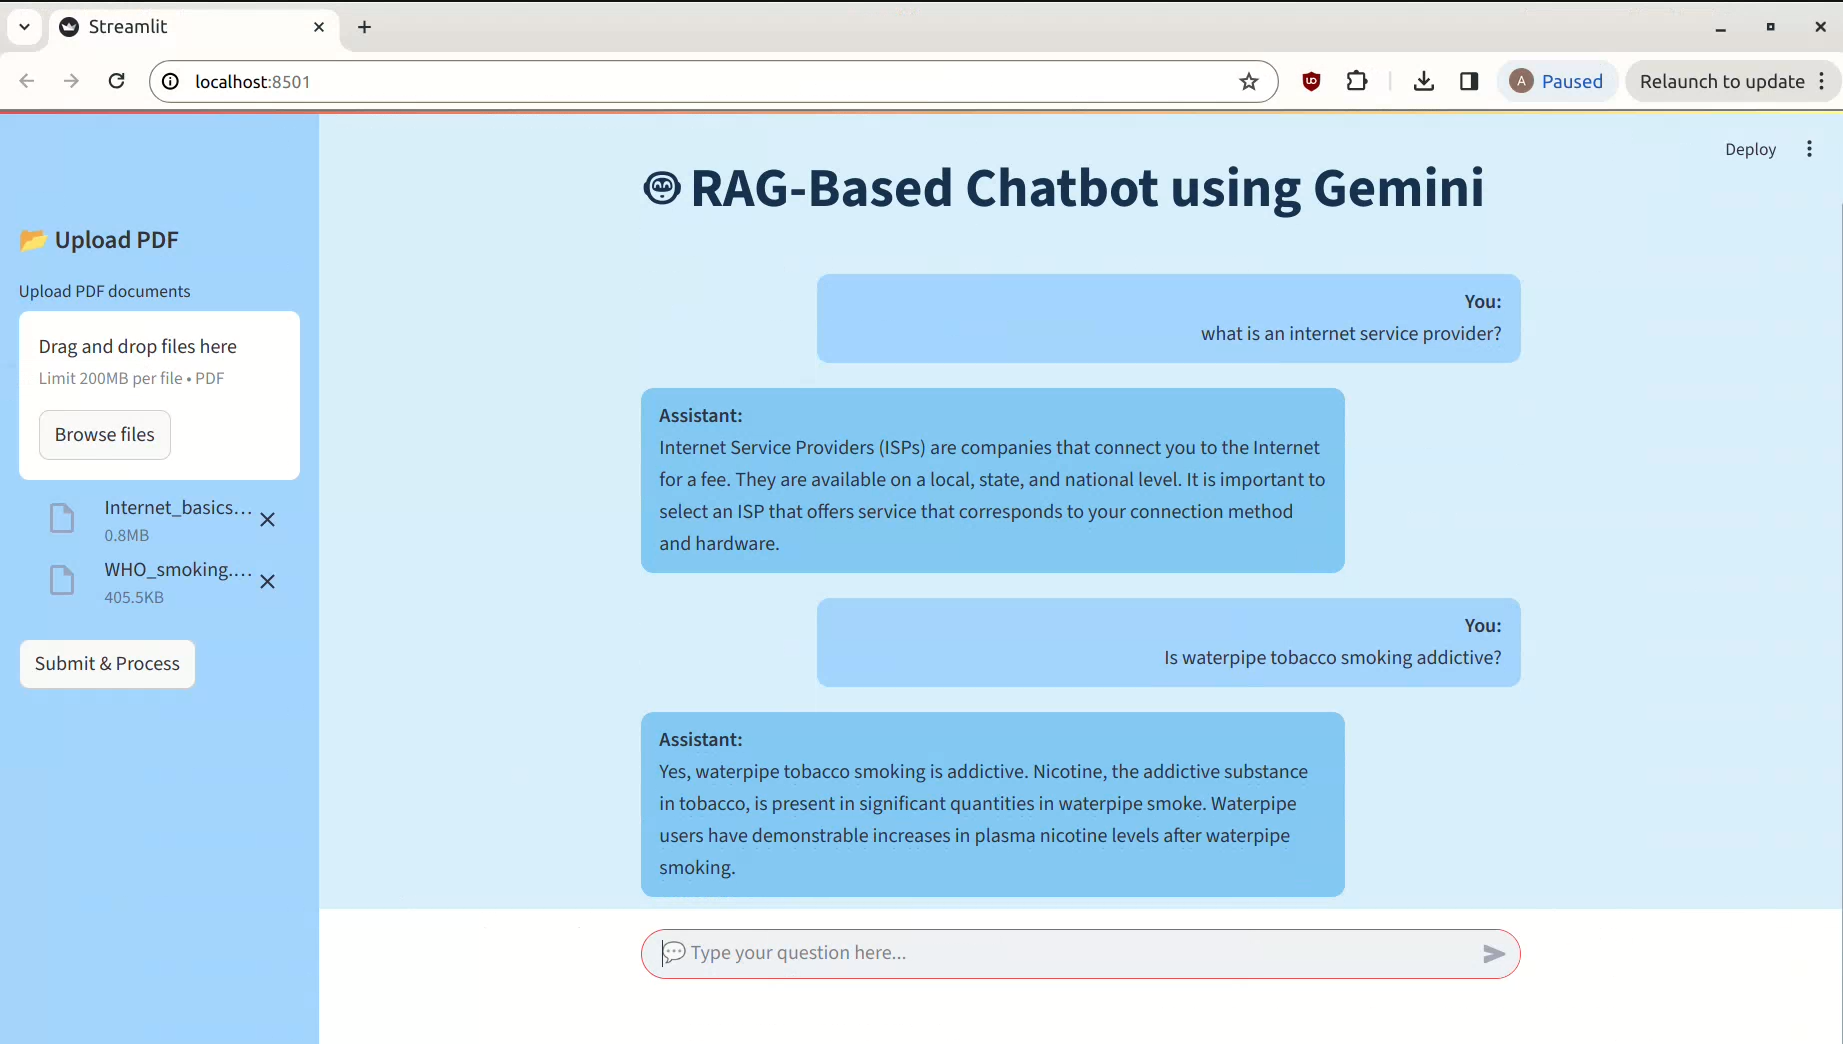 Streamlit
localhost:8501
A Paused
Relaunch to update
Deploy
📂 Upload PDF
Upload PDF documents
Drag and drop files here
Limit 200MB per file • PDF
Browse files
Internet_basics...
0.8MB
WHO_smoking....
405.5KB
Submit & Process
RAG-Based Chatbot using Gemini
You:
what is an internet service provider?
Assistant:
Internet Service Providers (ISPs) are companies that connect you to the Internet
for a fee. They are available on a local, state, and national level. It is important to
select an ISP that offers service that corresponds to your connection method
and hardware.
You:
Is waterpipe tobacco smoking addictive?
Assistant:
Yes, waterpipe tobacco smoking is addictive. Nicotine, the addictive substance
in tobacco, is present in significant quantities in waterpipe smoke. Waterpipe
users have demonstrable increases in plasma nicotine levels after waterpipe
smoking.
💬 Type your question here...